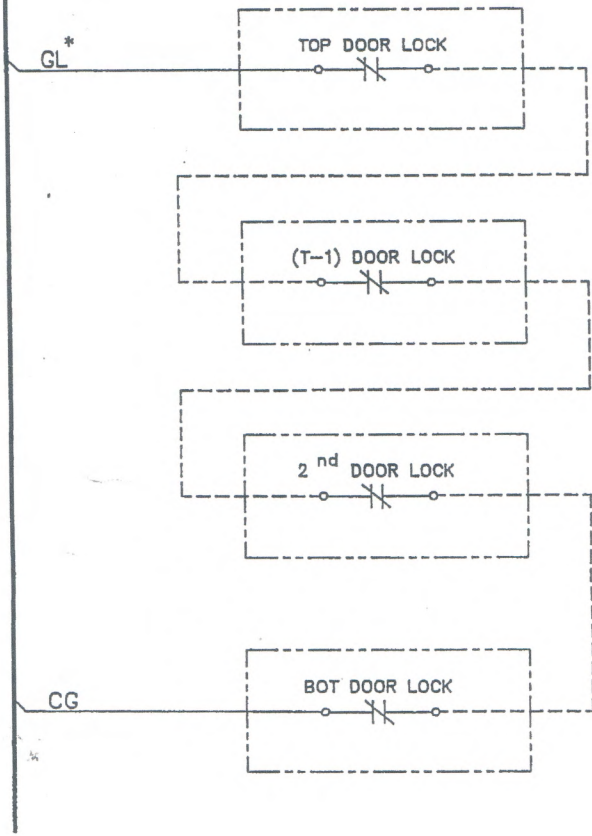 GL*
TOP DOOR LOCK
(T-1) DOOR LOCK
2nd DOOR LOCK
CG
BOT DOOR LOCK